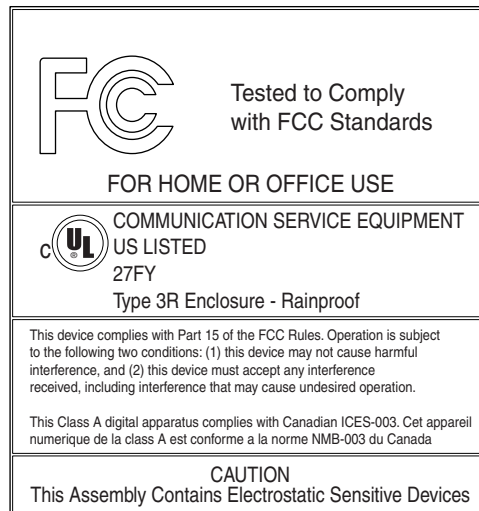 FCC
Tested to Comply
with FCC Standards
FOR HOME OR OFFICE USE
COMMUNICATION SERVICE EQUIPMENT
C UL ® US LISTED
27FY
Type 3R Enclosure - Rainproof
This device complies with Part 15 of the FCC Rules. Operation is subject
to the following two conditions: (1) this device may not cause harmful
interference, and (2) this device must accept any interference
received, including interference that may cause undesired operation.
This Class A digital apparatus complies with Canadian ICES-003. Cet appareil
numerique de la class A est conforme a la norme NMB-003 du Canada
CAUTION
This Assembly Contains Electrostatic Sensitive Devices